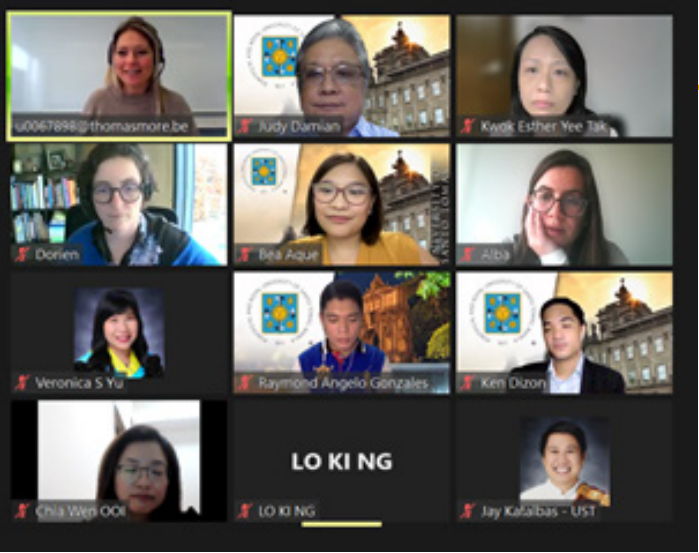 u0067898@thomasmore.be
Judy Damian
Kwok Esther Yee Tak
Dorien
Bea Aque
Alba
Veronica S Yu
Raymond Angelo Gonzales
Ken Dizon
Chia Wen OOI
LO KI NG
LO KI NG
Jay Kafalbas - UST